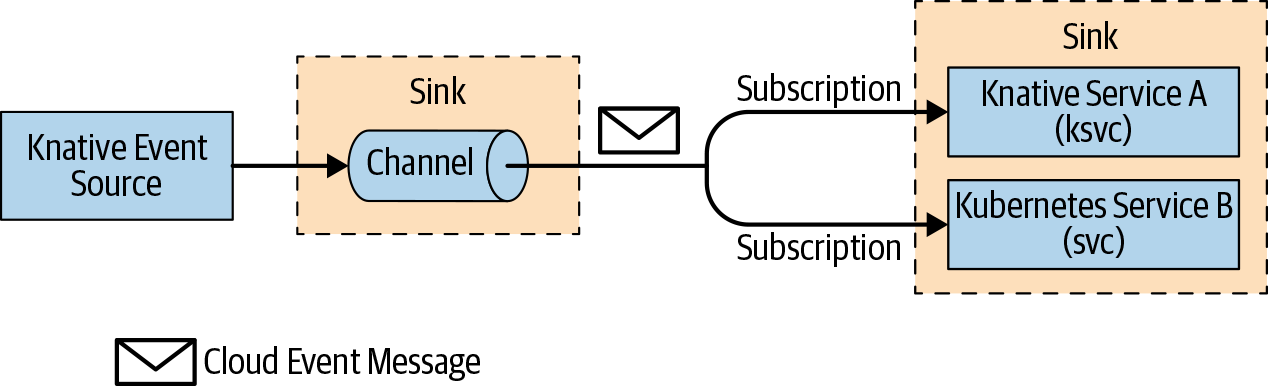 Knative Event
Source
Sink
Channel
Subscription
Subscription
Sink
Knative Service A
(ksvc)
Kubernetes Service B
(svc)
Cloud Event Message